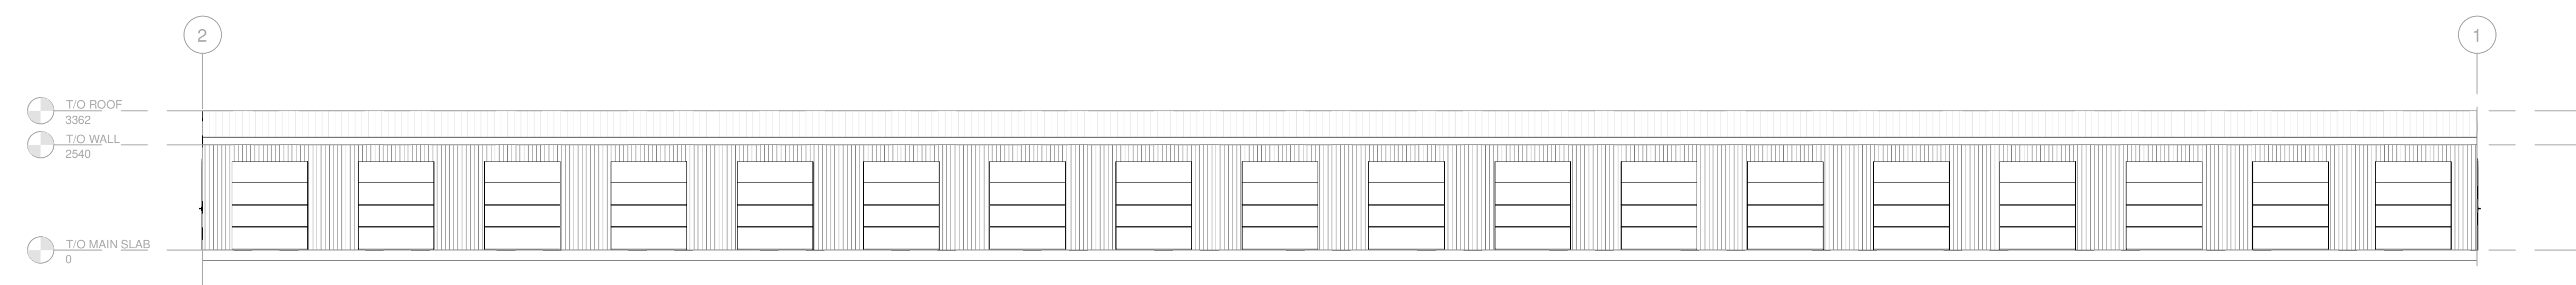 2
1
T/O ROOF
3362
T/O WALL
2540
T/O MAIN SLAB
0